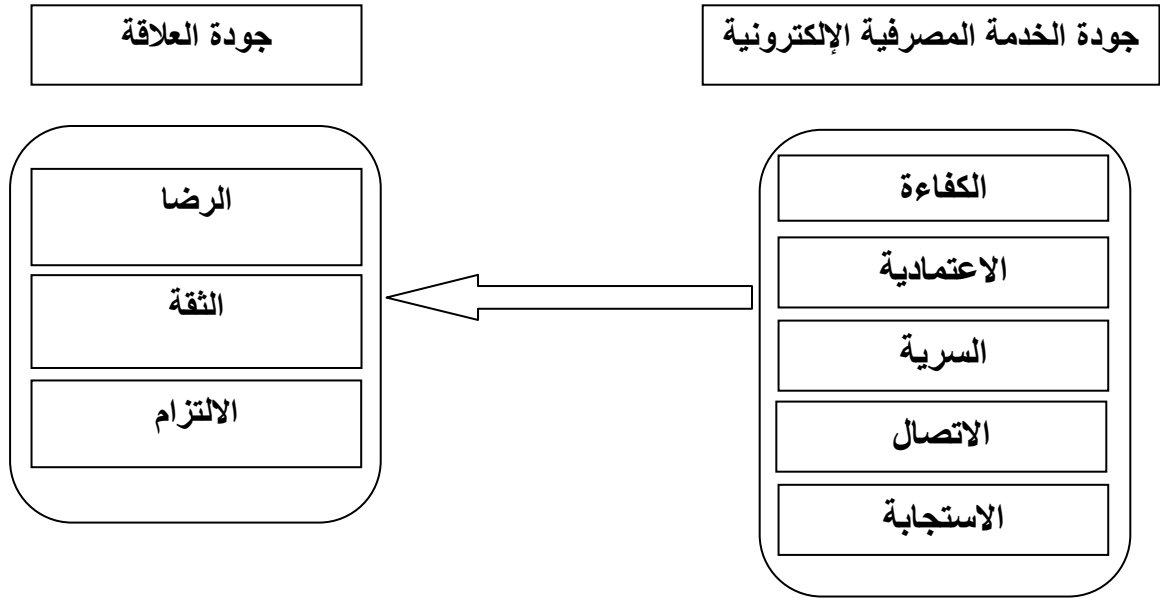 جودة الخدمة المصرفية الإلكترونية
الكفاءة
الاعتمادية
السرية
الاتصال
الاستجابة
جودة العلاقة
الرضا
الثقة
الالتزام